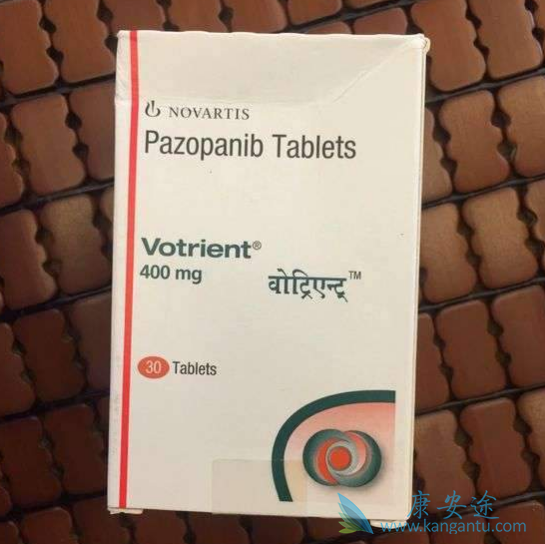 NOVARTIS
Pazopanib Tablets
Votrient®
400 mg
वोट्रिएन्ट्™
30 Tablets
康安途
www.kangantu.com